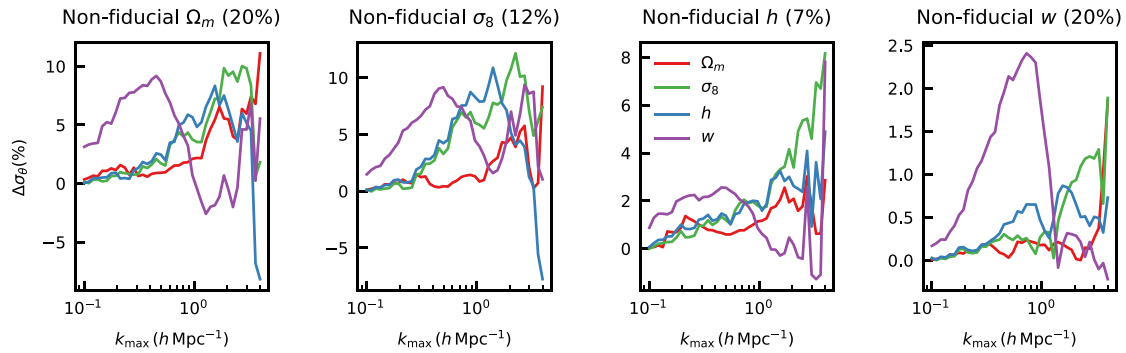 Non-fiducial Ωm (20%)
Non-fiducial σ8 (12%)
Non-fiducial h (7%)
Non-fiducial w (20%)
Δσθ(%)
10
5
0
−5
10
5
0
−5
8
6
4
2
0
2.5
2.0
1.5
1.0
0.5
0.0
Ωm
σ8
h
w
10⁻¹
10⁰
10⁻¹
10⁰
10⁻¹
10⁰
10⁻¹
10⁰
kmax (h Mpc⁻¹)
kmax (h Mpc⁻¹)
kmax (h Mpc⁻¹)
kmax (h Mpc⁻¹)